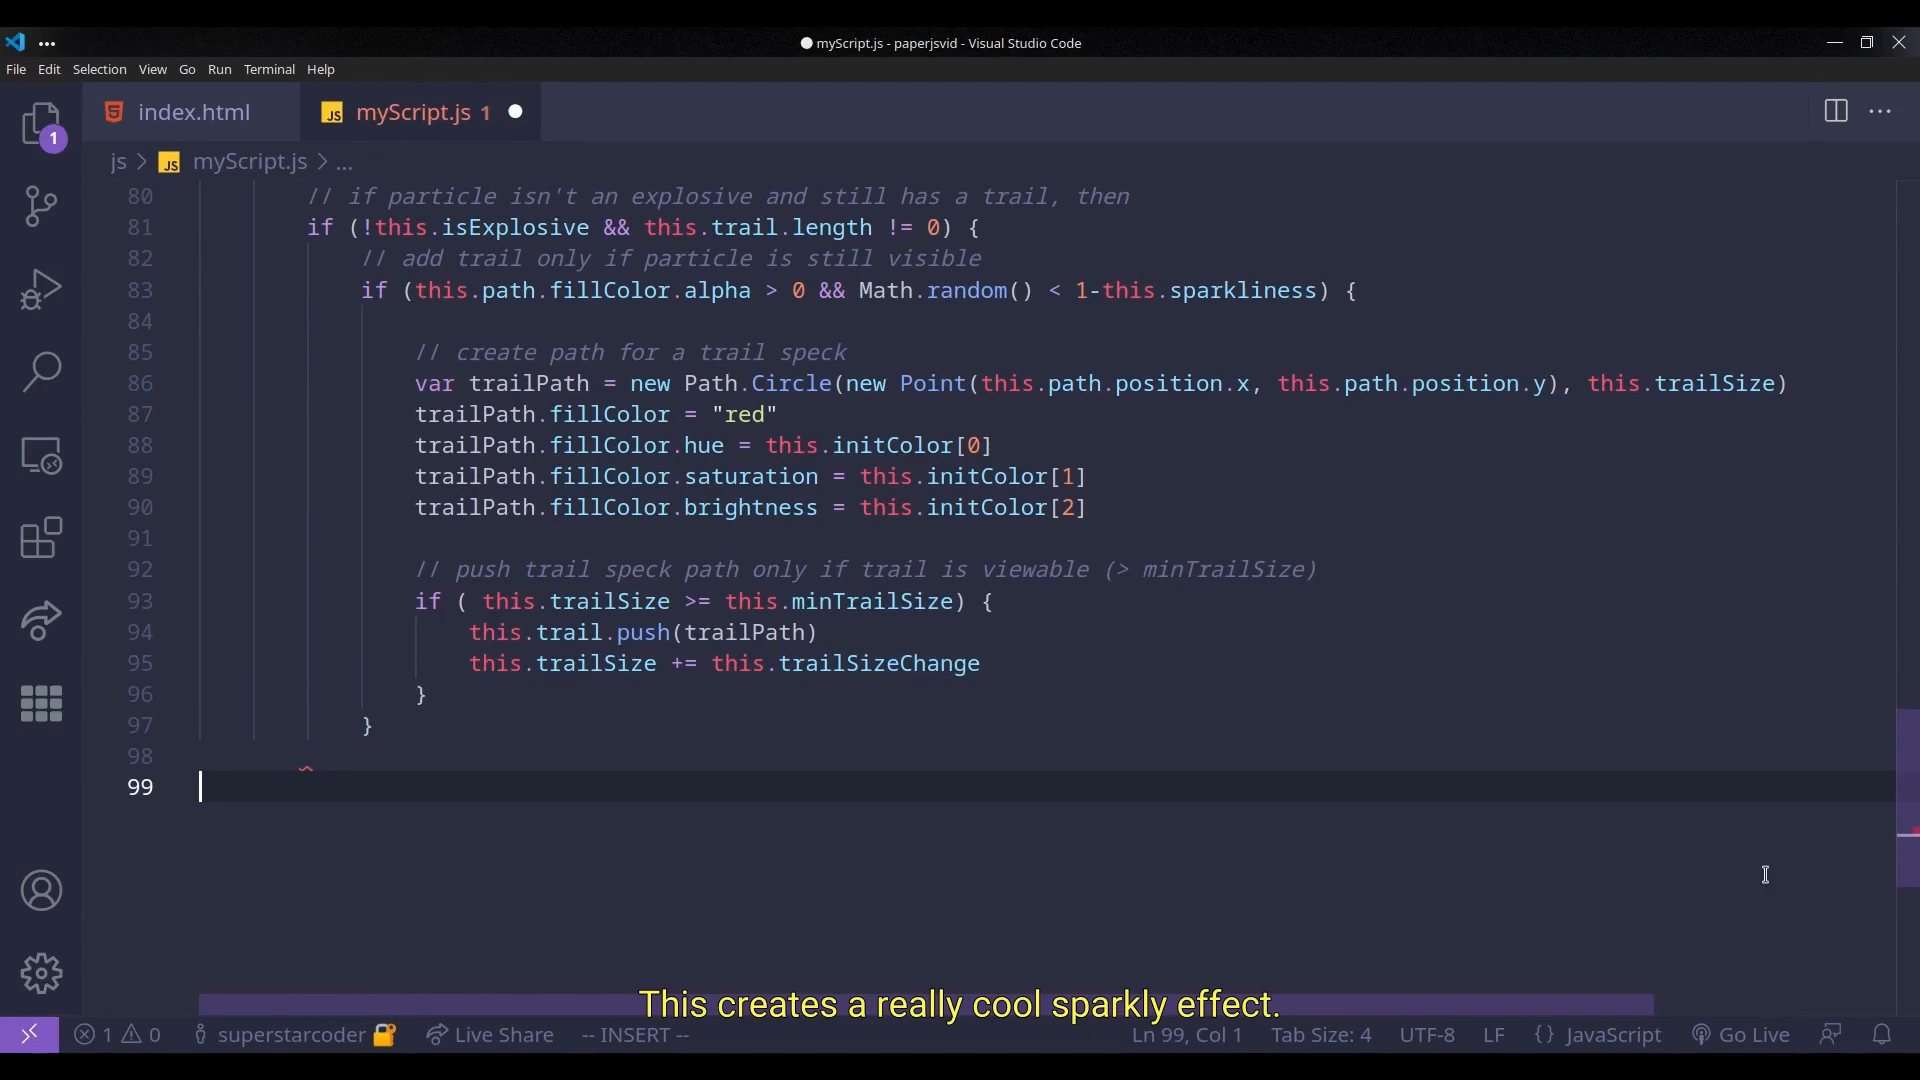 myScript.js - paperjsvid - Visual Studio Code
File Edit Selection View Go Run Terminal Help
index.html
JS myScript.js 1
1
js > JS myScript.js > ...
80 // if particle isn't an explosive and still has a trail, then
81 if (!this.isExplosive && this.trail.length != 0) {
82 // add trail only if particle is still visible
83 if (this.path.fillColor.alpha > 0 && Math.random() < 1-this.sparkliness) {
84
85 // create path for a trail speck
86 var trailPath = new Path.Circle(new Point(this.path.position.x, this.path.position.y), this.trailSize)
87 trailPath.fillColor = "red"
88 trailPath.fillColor.hue = this.initColor[0]
89 trailPath.fillColor.saturation = this.initColor[1]
90 trailPath.fillColor.brightness = this.initColor[2]
91
92 // push trail speck path only if trail is viewable (> minTrailSize)
93 if ( this.trailSize >= this.minTrailSize) {
94 this.trail.push(trailPath)
95 this.trailSize += this.trailSizeChange
96 }
97 }
98
99
This creates a really cool sparkly effect.
1 0 superstarcoder Live Share -- INSERT -- Ln 99, Col 1 Tab Size: 4 UTF-8 LF {} JavaScript Go Live